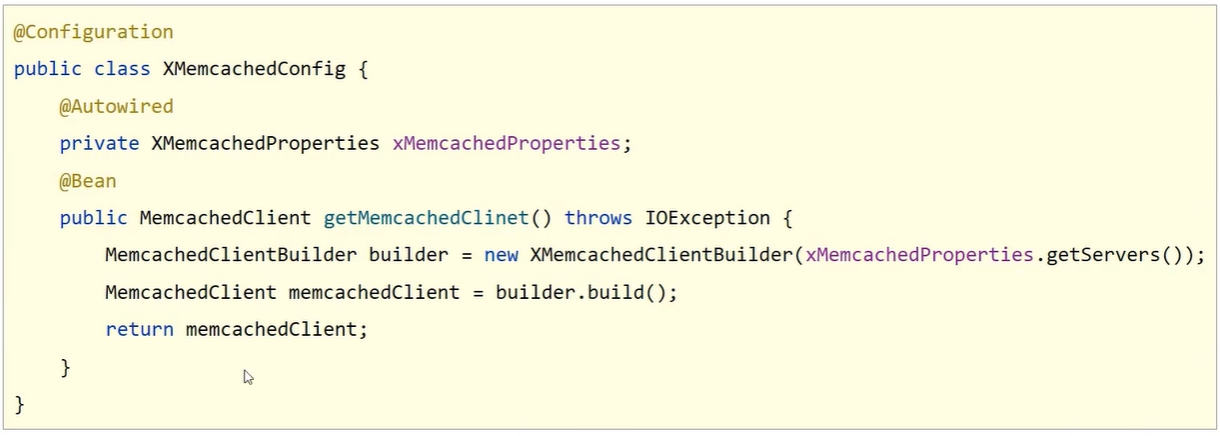 @Configuration
public class XMemcachedConfig {
    @Autowired
    private XMemcachedProperties xMemcachedProperties;
    @Bean
    public MemcachedClient getMemcachedClinet() throws IOException {
        MemcachedClientBuilder builder = new XMemcachedClientBuilder(xMemcachedProperties.getServers());
        MemcachedClient memcachedClient = builder.build();
        return memcachedClient;
    }
}